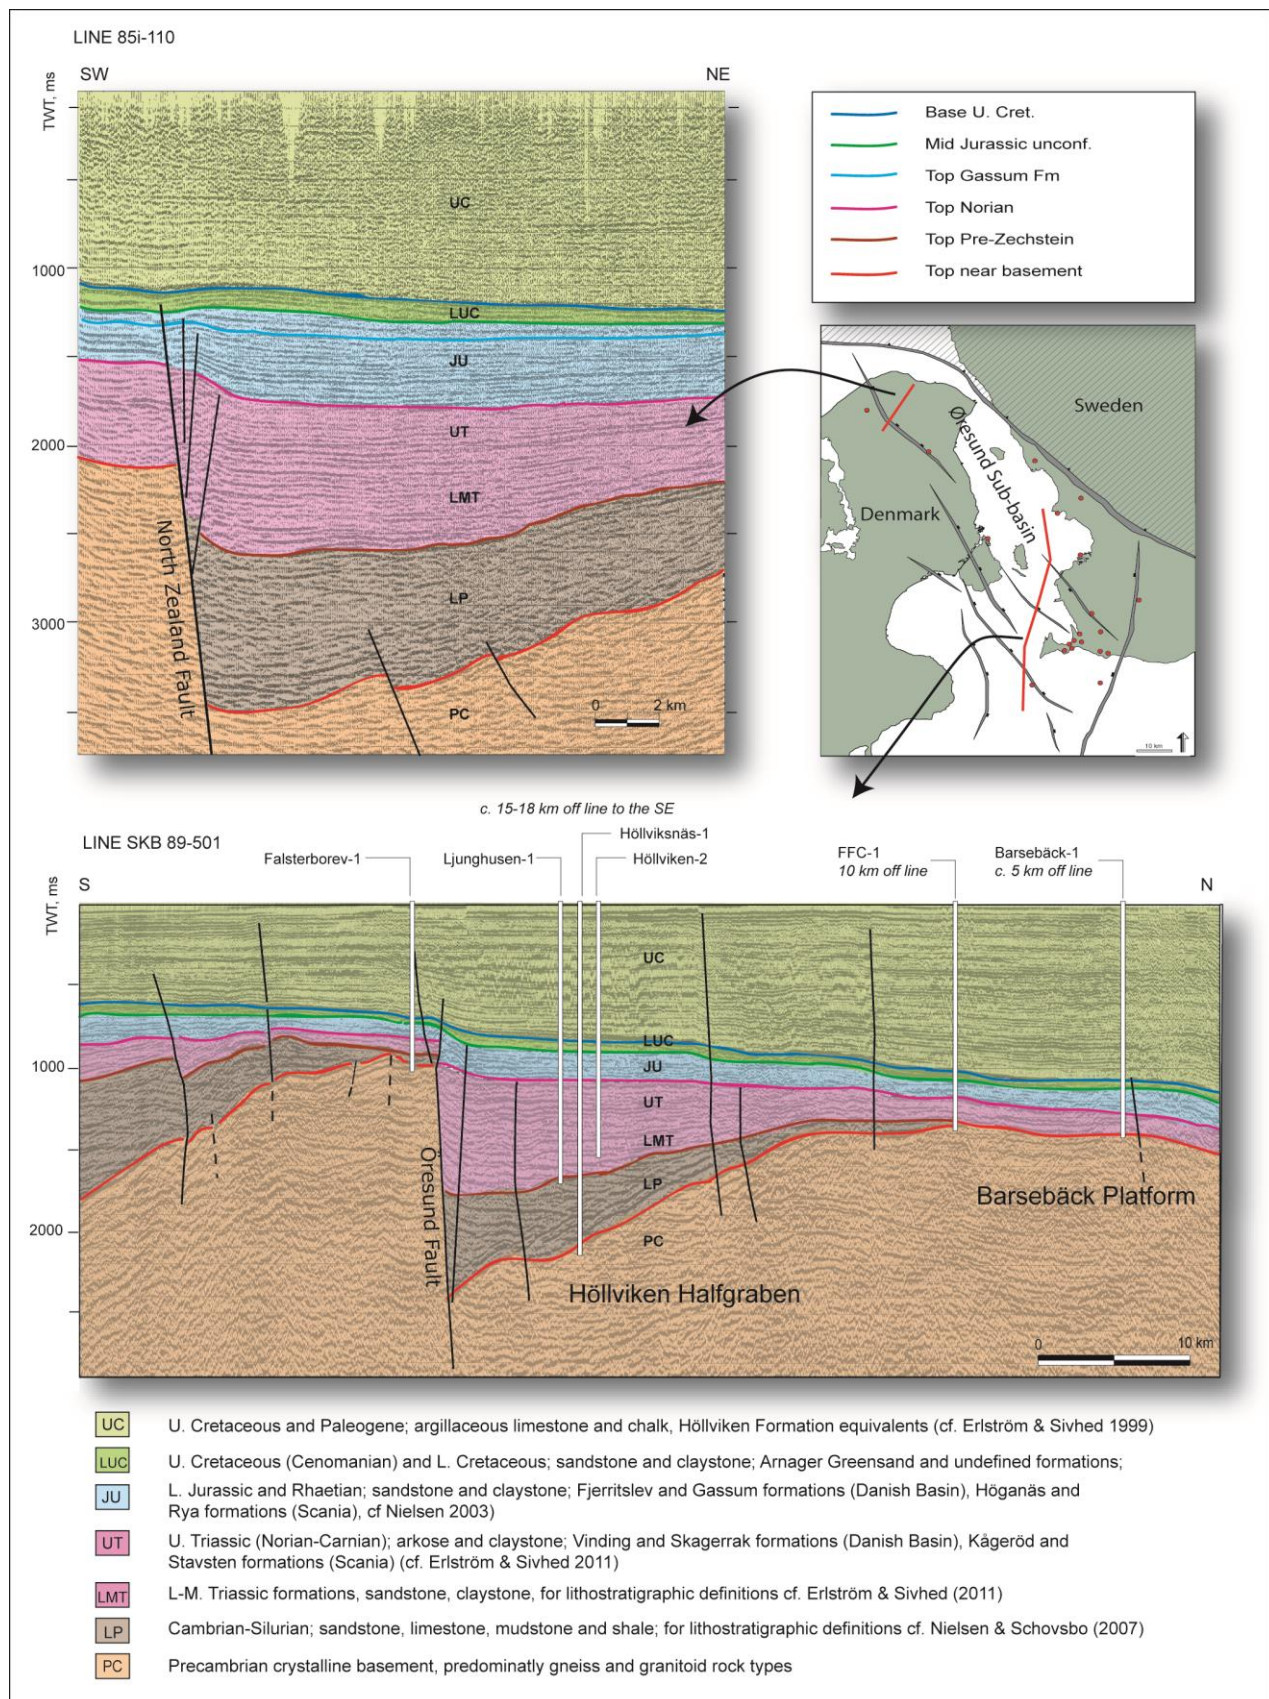 LINE 85i-110
SW
NE
TWT, ms
1000
2000
3000
UC
LUC
JU
UT
LMT
LP
PC
North Zealand Fault
0 2 km
Base U. Cret.
Mid Jurassic unconf.
Top Gassum Fm
Top Norian
Top Pre-Zechstein
Top near basement
Sweden
Øresund Sub-basin
Denmark
10 km
c. 15-18 km off line to the SE
LINE SKB 89-501
Höllviksnäs-1
Falsterborev-1
Ljunghusen-1
Höllviken-2
FFC-1
10 km off line
Barsebäck-1
c. 5 km off line
S
N
TWT, ms
1000
2000
UC
LUC
JU
UT
LMT
LP
PC
Öresund Fault
Barsebäck Platform
Höllviken Halfgraben
0 10 km
UC U. Cretaceous and Paleogene; argillaceous limestone and chalk, Höllviken Formation equivalents (cf. Erlström & Sivhed 1999)
LUC U. Cretaceous (Cenomanian) and L. Cretaceous; sandstone and claystone; Arnager Greensand and undefined formations;
JU L. Jurassic and Rhaetian; sandstone and claystone; Fjerritslev and Gassum formations (Danish Basin), Höganäs and
Rya formations (Scania), cf Nielsen 2003)
UT U. Triassic (Norian-Carnian); arkose and claystone; Vinding and Skagerrak formations (Danish Basin), Kågeröd and
Stavsten formations (Scania) (cf. Erlström & Sivhed 2011)
LMT L-M. Triassic formations, sandstone, claystone, for lithostratigraphic definitions cf. Erlström & Sivhed (2011)
LP Cambrian-Silurian; sandstone, limestone, mudstone and shale; for lithostratigraphic definitions cf. Nielsen & Schovsbo (2007)
PC Precambrian crystalline basement, predominatly gneiss and granitoid rock types